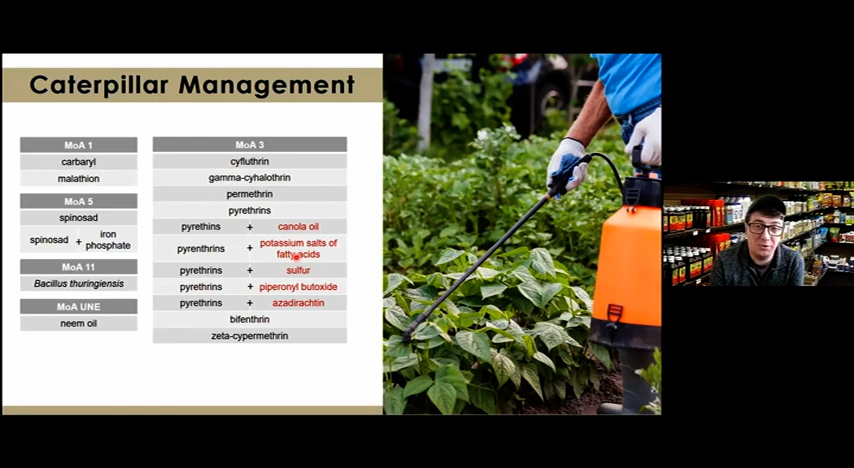 Caterpillar Management
MoA 1
carbaryl
malathion
MoA 5
spinosad
spinosad + iron phosphate
MoA 11
Bacillus thuringiensis
MoA UNE
neem oil
MoA 3
cyfluthrin
gamma-cyhalothrin
permethrin
pyrethrins
pyrethins + canola oil
pyrenthrins + potassium salts of fatty acids
pyrethrins + sulfur
pyrethrins + piperonyl butoxide
pyrethrins + azadirachtin
bifenthrin
zeta-cypermethrin